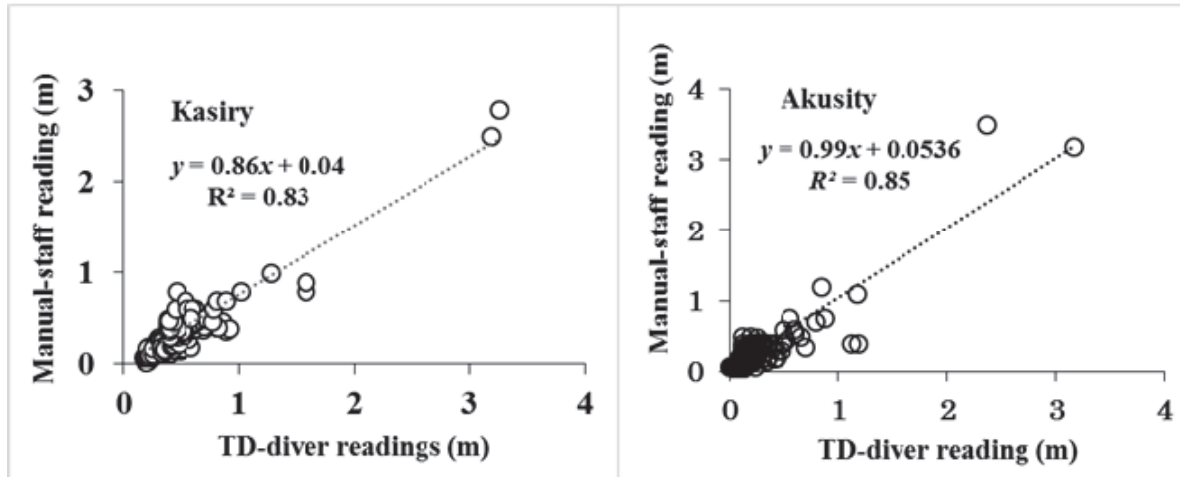 Kasiry
y = 0.86x + 0.04
R² = 0.83
Manual-staff reading (m)
3
2
1
0
0 1 2 3 4
TD-diver readings (m)
Akusity
y = 0.99x + 0.0536
R² = 0.85
Manual-staff reading (m)
4
3
2
1
0
0 1 2 3 4
TD-diver reading (m)